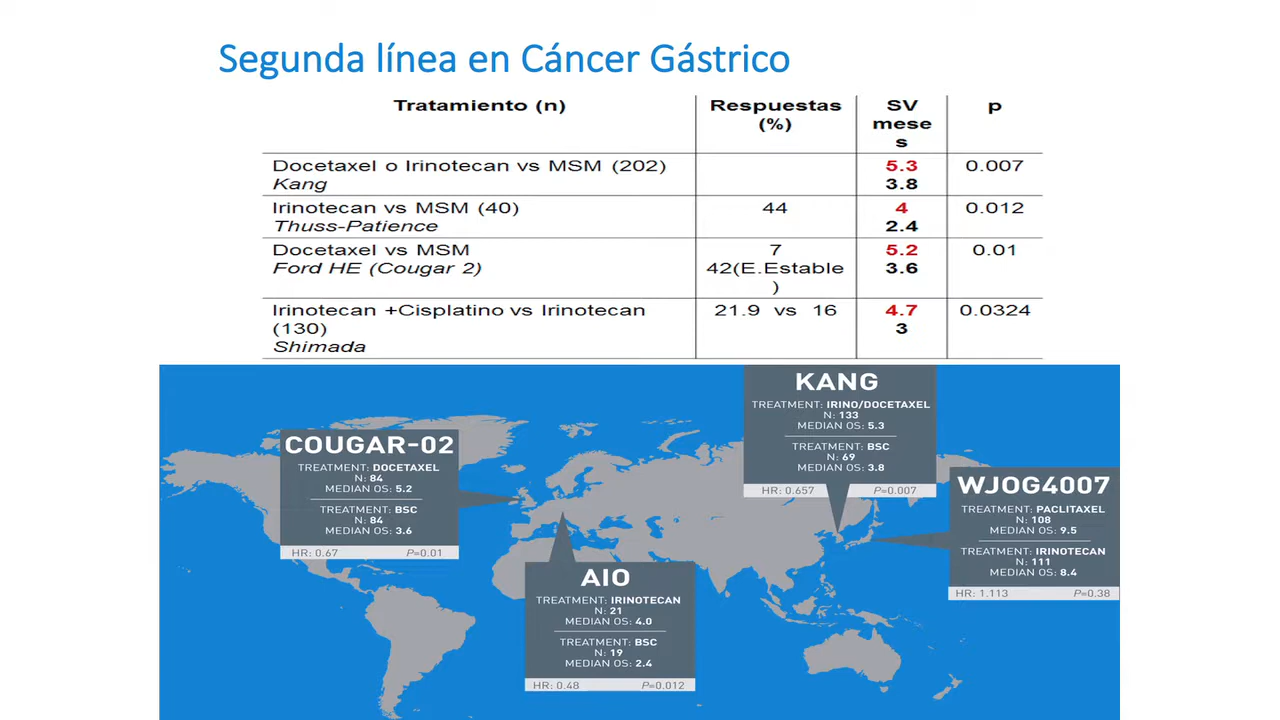 Segunda línea en Cáncer Gástrico
Tratamiento (n) Respuestas (%) SV mese s p
Docetaxel o Irinotecan vs MSM (202) 5.3 0.007
Kang 3.8
Irinotecan vs MSM (40) 44 4 0.012
Thuss-Patience 2.4
Docetaxel vs MSM 7 5.2 0.01
Ford HE (Cougar 2) 42(E.Estable 3.6
)
Irinotecan +Cisplatino vs Irinotecan 21.9 vs 16 4.7 0.0324
(130) 3
Shimada
COUGAR-02
TREATMENT: DOCETAXEL
N: 84
MEDIAN OS: 5.2
TREATMENT: BSC
N: 84
MEDIAN OS: 3.6
HR: 0.67 P=0.01
AIO
TREATMENT: IRINOTECAN
N: 21
MEDIAN OS: 4.0
TREATMENT: BSC
N: 19
MEDIAN OS: 2.4
HR: 0.48 P=0.012
KANG
TREATMENT: IRINO/DOCETAXEL
N: 133
MEDIAN OS: 5.3
TREATMENT: BSC
N: 69
MEDIAN OS: 3.8
HR: 0.657 P=0.007
WJOG4007
TREATMENT: PACLITAXEL
N: 108
MEDIAN OS: 9.5
TREATMENT: IRINOTECAN
N: 111
MEDIAN OS: 8.4
HR: 1.113 P=0.38